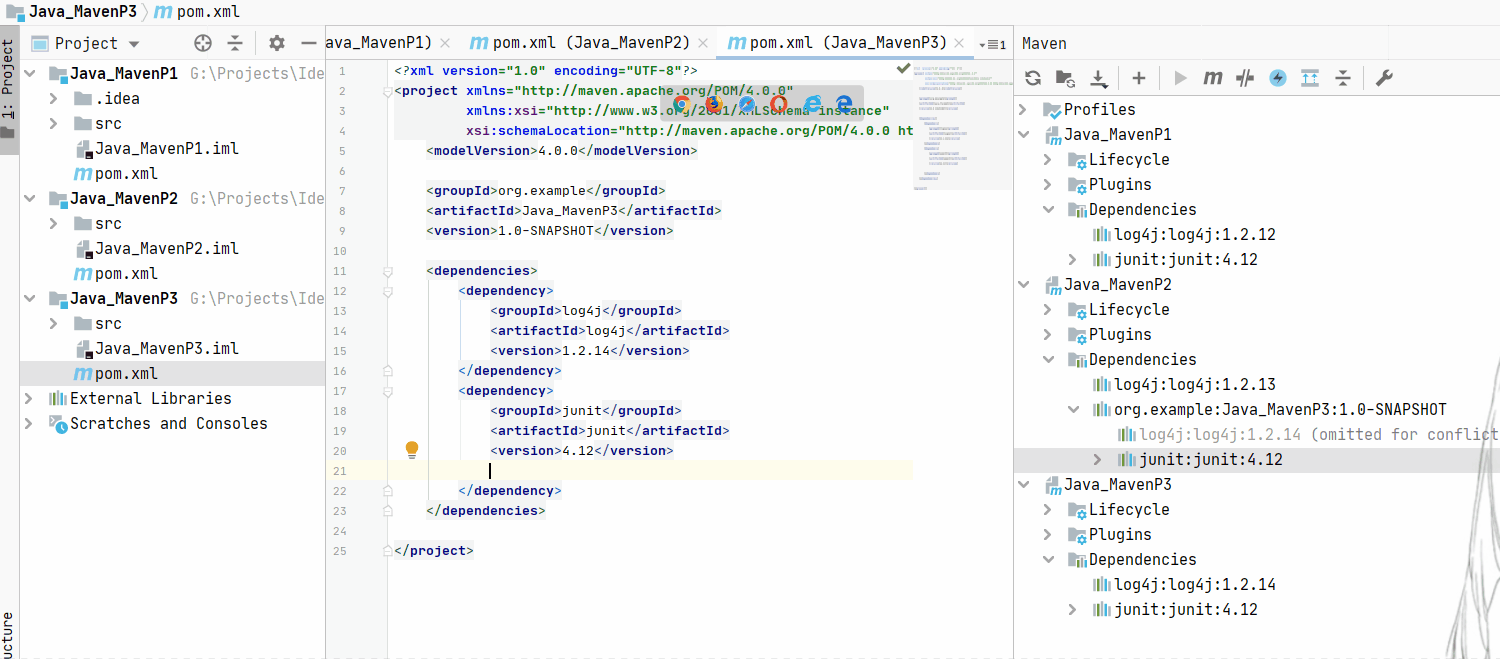 Java_MavenP3 〉 m pom.xml
1: Project
Project
Java_MavenP1 G:\Projects\Ide
.idea
src
Java_MavenP1.iml
pom.xml
Java_MavenP2 G:\Projects\Ide
src
Java_MavenP2.iml
pom.xml
Java_MavenP3 G:\Projects\Ide
src
Java_MavenP3.iml
pom.xml
External Libraries
Scratches and Consoles
ucture
ava_MavenP1) × m pom.xml (Java_MavenP2) × m pom.xml (Java_MavenP3) × 1
1 <?xml version="1.0" encoding="UTF-8"?>
2 <project xmlns="http://maven.apache.org/POM/4.0.0"
3 xmlns:xsi="http://www.w3.org/2001/XMLSchema-instance"
4 xsi:schemaLocation="http://maven.apache.org/POM/4.0.0 ht
5 <modelVersion>4.0.0</modelVersion>
6
7 <groupId>org.example</groupId>
8 <artifactId>Java_MavenP3</artifactId>
9 <version>1.0-SNAPSHOT</version>
10
11 <dependencies>
12 <dependency>
13 <groupId>log4j</groupId>
14 <artifactId>log4j</artifactId>
15 <version>1.2.14</version>
16 </dependency>
17 <dependency>
18 <groupId>junit</groupId>
19 <artifactId>junit</artifactId>
20 <version>4.12</version>
21
22 </dependency>
23 </dependencies>
24
25 </project>
Maven
Profiles
Java_MavenP1
Lifecycle
Plugins
Dependencies
log4j:log4j:1.2.12
junit:junit:4.12
Java_MavenP2
Lifecycle
Plugins
Dependencies
log4j:log4j:1.2.13
org.example:Java_MavenP3:1.0-SNAPSHOT
log4j:log4j:1.2.14 (omitted for conflict
junit:junit:4.12
Java_MavenP3
Lifecycle
Plugins
Dependencies
log4j:log4j:1.2.14
junit:junit:4.12